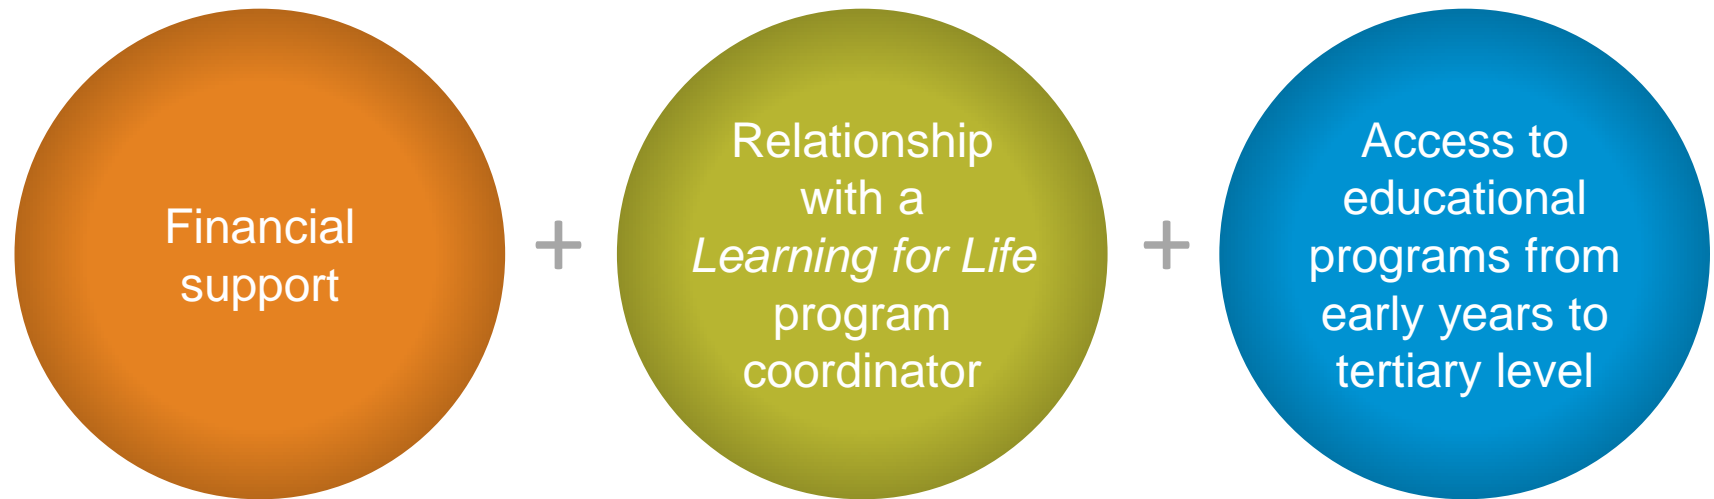 Financial
support
+
Relationship
with a
Learning for Life
program
coordinator
+
Access to
educational
programs from
early years to
tertiary level